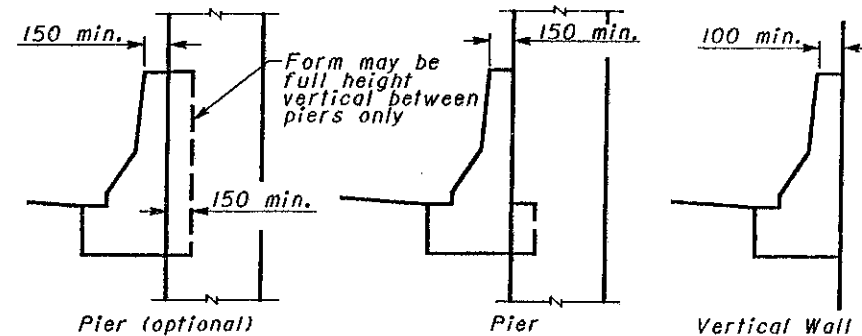 150 min.
150 min.
100 min.
Form may be
full height
vertical between
piers only
150 min.
Pier (optional)
Pier
Vertical Wall